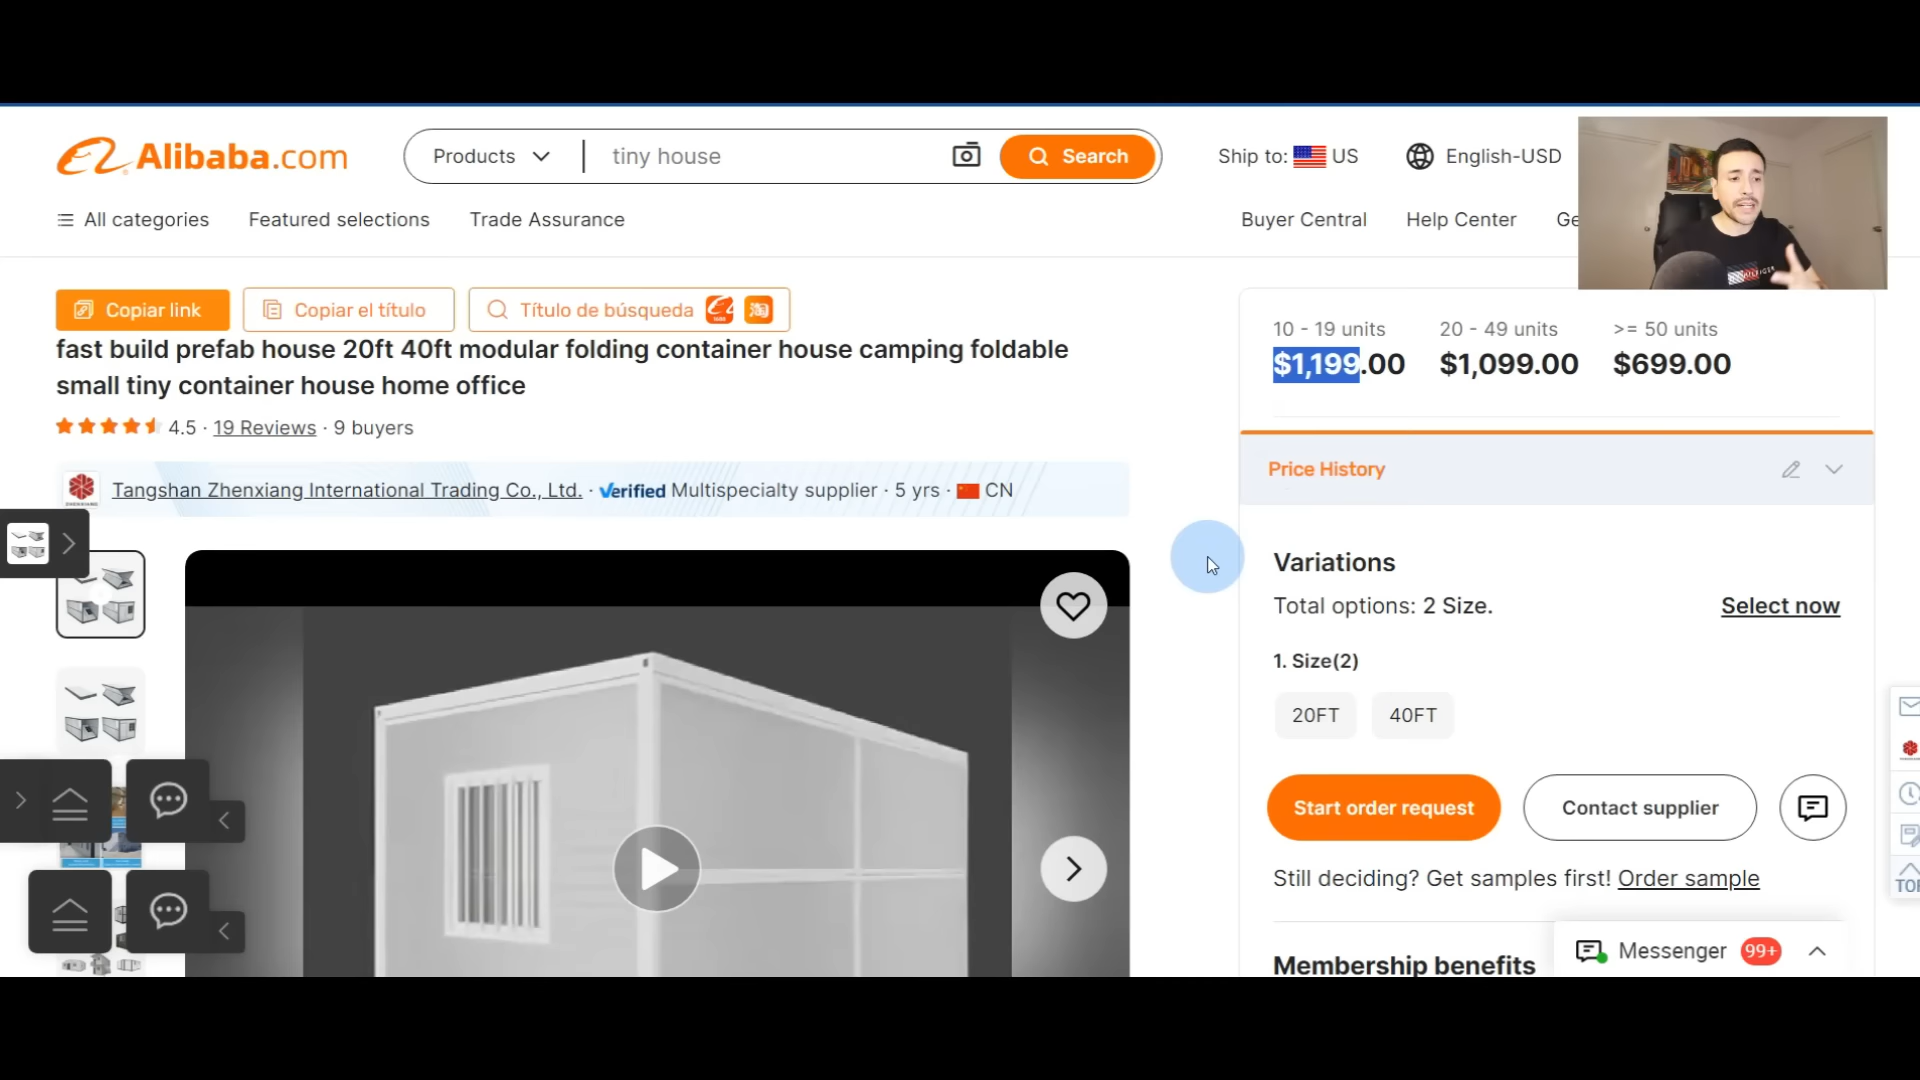 Alibaba.com
Products
tiny house
Search
Ship to: US
English-USD
All categories
Featured selections
Trade Assurance
Buyer Central
Help Center
Ge
Copiar link
Copiar el título
Título de búsqueda
fast build prefab house 20ft 40ft modular folding container house camping foldable
small tiny container house home office
4.5 · 19 Reviews · 9 buyers
Tangshan Zhenxiang International Trading Co., Ltd. · Verified Multispecialty supplier · 5 yrs · CN
10 - 19 units
20 - 49 units
>= 50 units
$1,199.00
$1,099.00
$699.00
Price History
Variations
Total options: 2 Size.
Select now
1. Size(2)
20FT
40FT
Start order request
Contact supplier
Still deciding? Get samples first! Order sample
TOP
Messenger
99+
Membership benefits